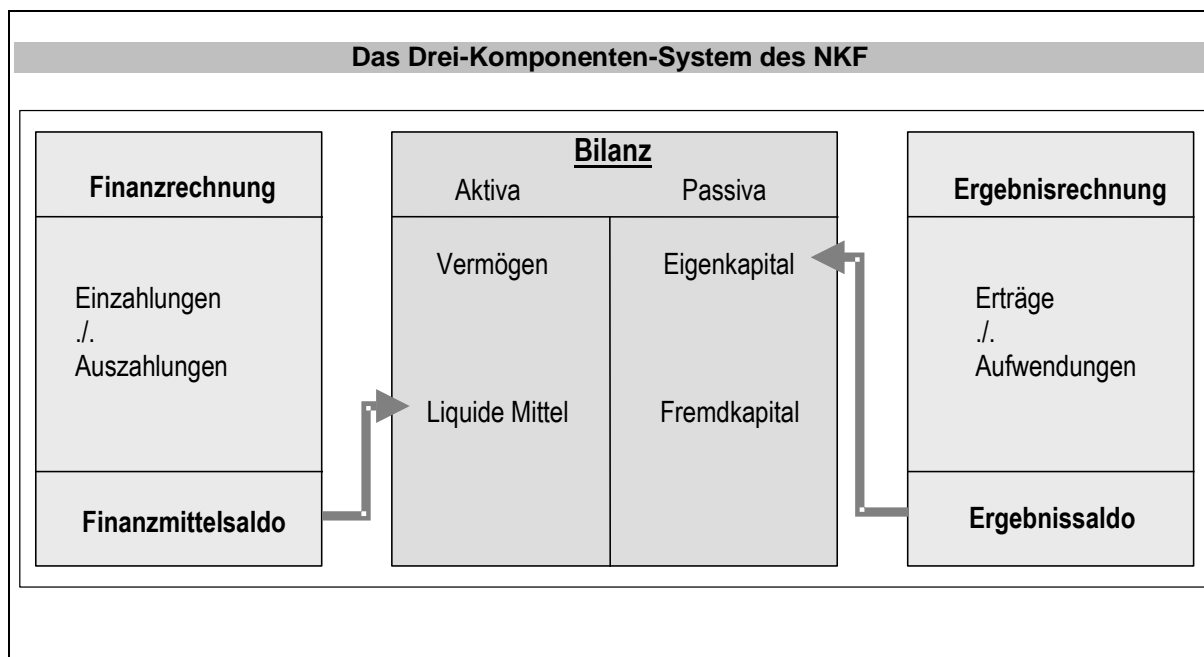 Das Drei-Komponenten-System des NKF
Finanzrechnung
Einzahlungen
./.
Auszahlungen
Finanzmittelsaldo
Bilanz
Aktiva Passiva
Vermögen Eigenkapital
Liquide Mittel Fremdkapital
Ergebnisrechnung
Erträge
./.
Aufwendungen
Ergebnissaldo